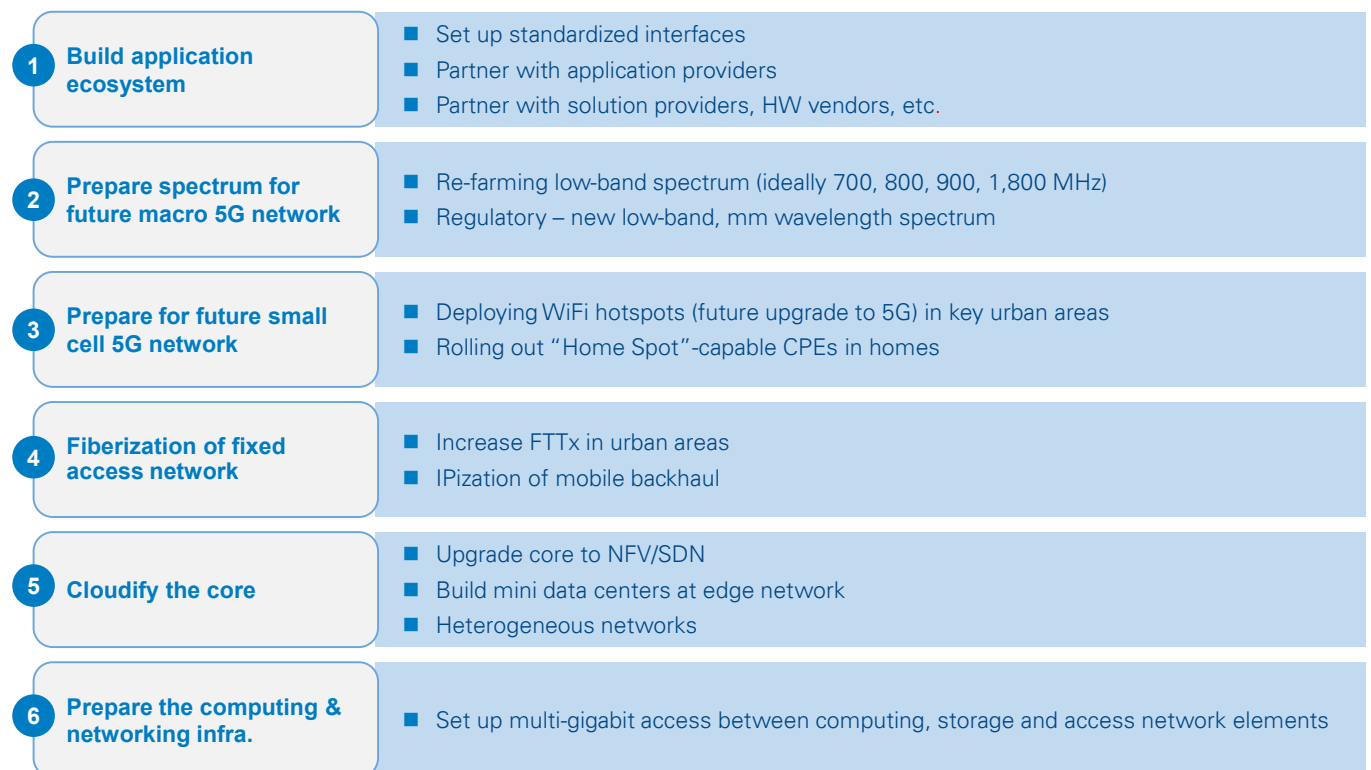 1
Build application
ecosystem
■ Set up standardized interfaces
■ Partner with application providers
■ Partner with solution providers, HW vendors, etc.
2
Prepare spectrum for
future macro 5G network
■ Re-farming low-band spectrum (ideally 700, 800, 900, 1,800 MHz)
■ Regulatory – new low-band, mm wavelength spectrum
3
Prepare for future small
cell 5G network
■ Deploying WiFi hotspots (future upgrade to 5G) in key urban areas
■ Rolling out “Home Spot”-capable CPEs in homes
4
Fiberization of fixed
access network
■ Increase FTTx in urban areas
■ IPization of mobile backhaul
5
Cloudify the core
■ Upgrade core to NFV/SDN
■ Build mini data centers at edge network
■ Heterogeneous networks
6
Prepare the computing &
networking infra.
■ Set up multi-gigabit access between computing, storage and access network elements